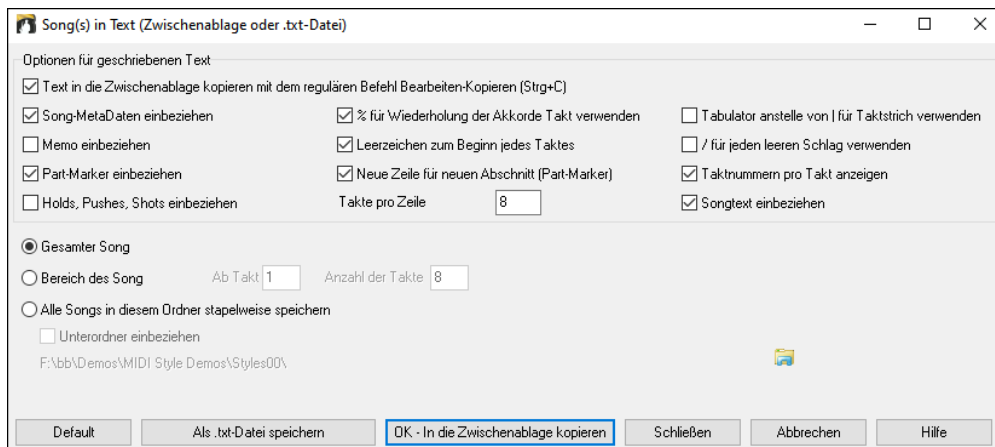 Song(s) in Text (Zwischenablage oder .txt-Datei)
Optionen für geschriebenen Text
Text in die Zwischenablage kopieren mit dem regulären Befehl Bearbeiten-Kopieren (Strg+C)
Song-MetaDaten einbeziehen % für Wiederholung der Akkorde Takt verwenden Tabulator anstelle von | für Taktstrich verwenden
Memo einbeziehen Leerzeichen zum Beginn jedes Taktes / für jeden leeren Schlag verwenden
Part-Marker einbeziehen Neue Zeile für neuen Abschnitt (Part-Marker) Taktnummern pro Takt anzeigen
Holds, Pushes, Shots einbeziehen Takte pro Zeile 8 Songtext einbeziehen
Gesamter Song
Bereich des Song Ab Takt 1 Anzahl der Takte 8
Alle Songs in diesem Ordner stapelweise speichern
Unterordner einbeziehen
F:\bb\Demos\MIDI Style Demos\Styles00\
Default Als .txt-Datei speichern OK - In die Zwischenablage kopieren Schließen Abbrechen Hilfe